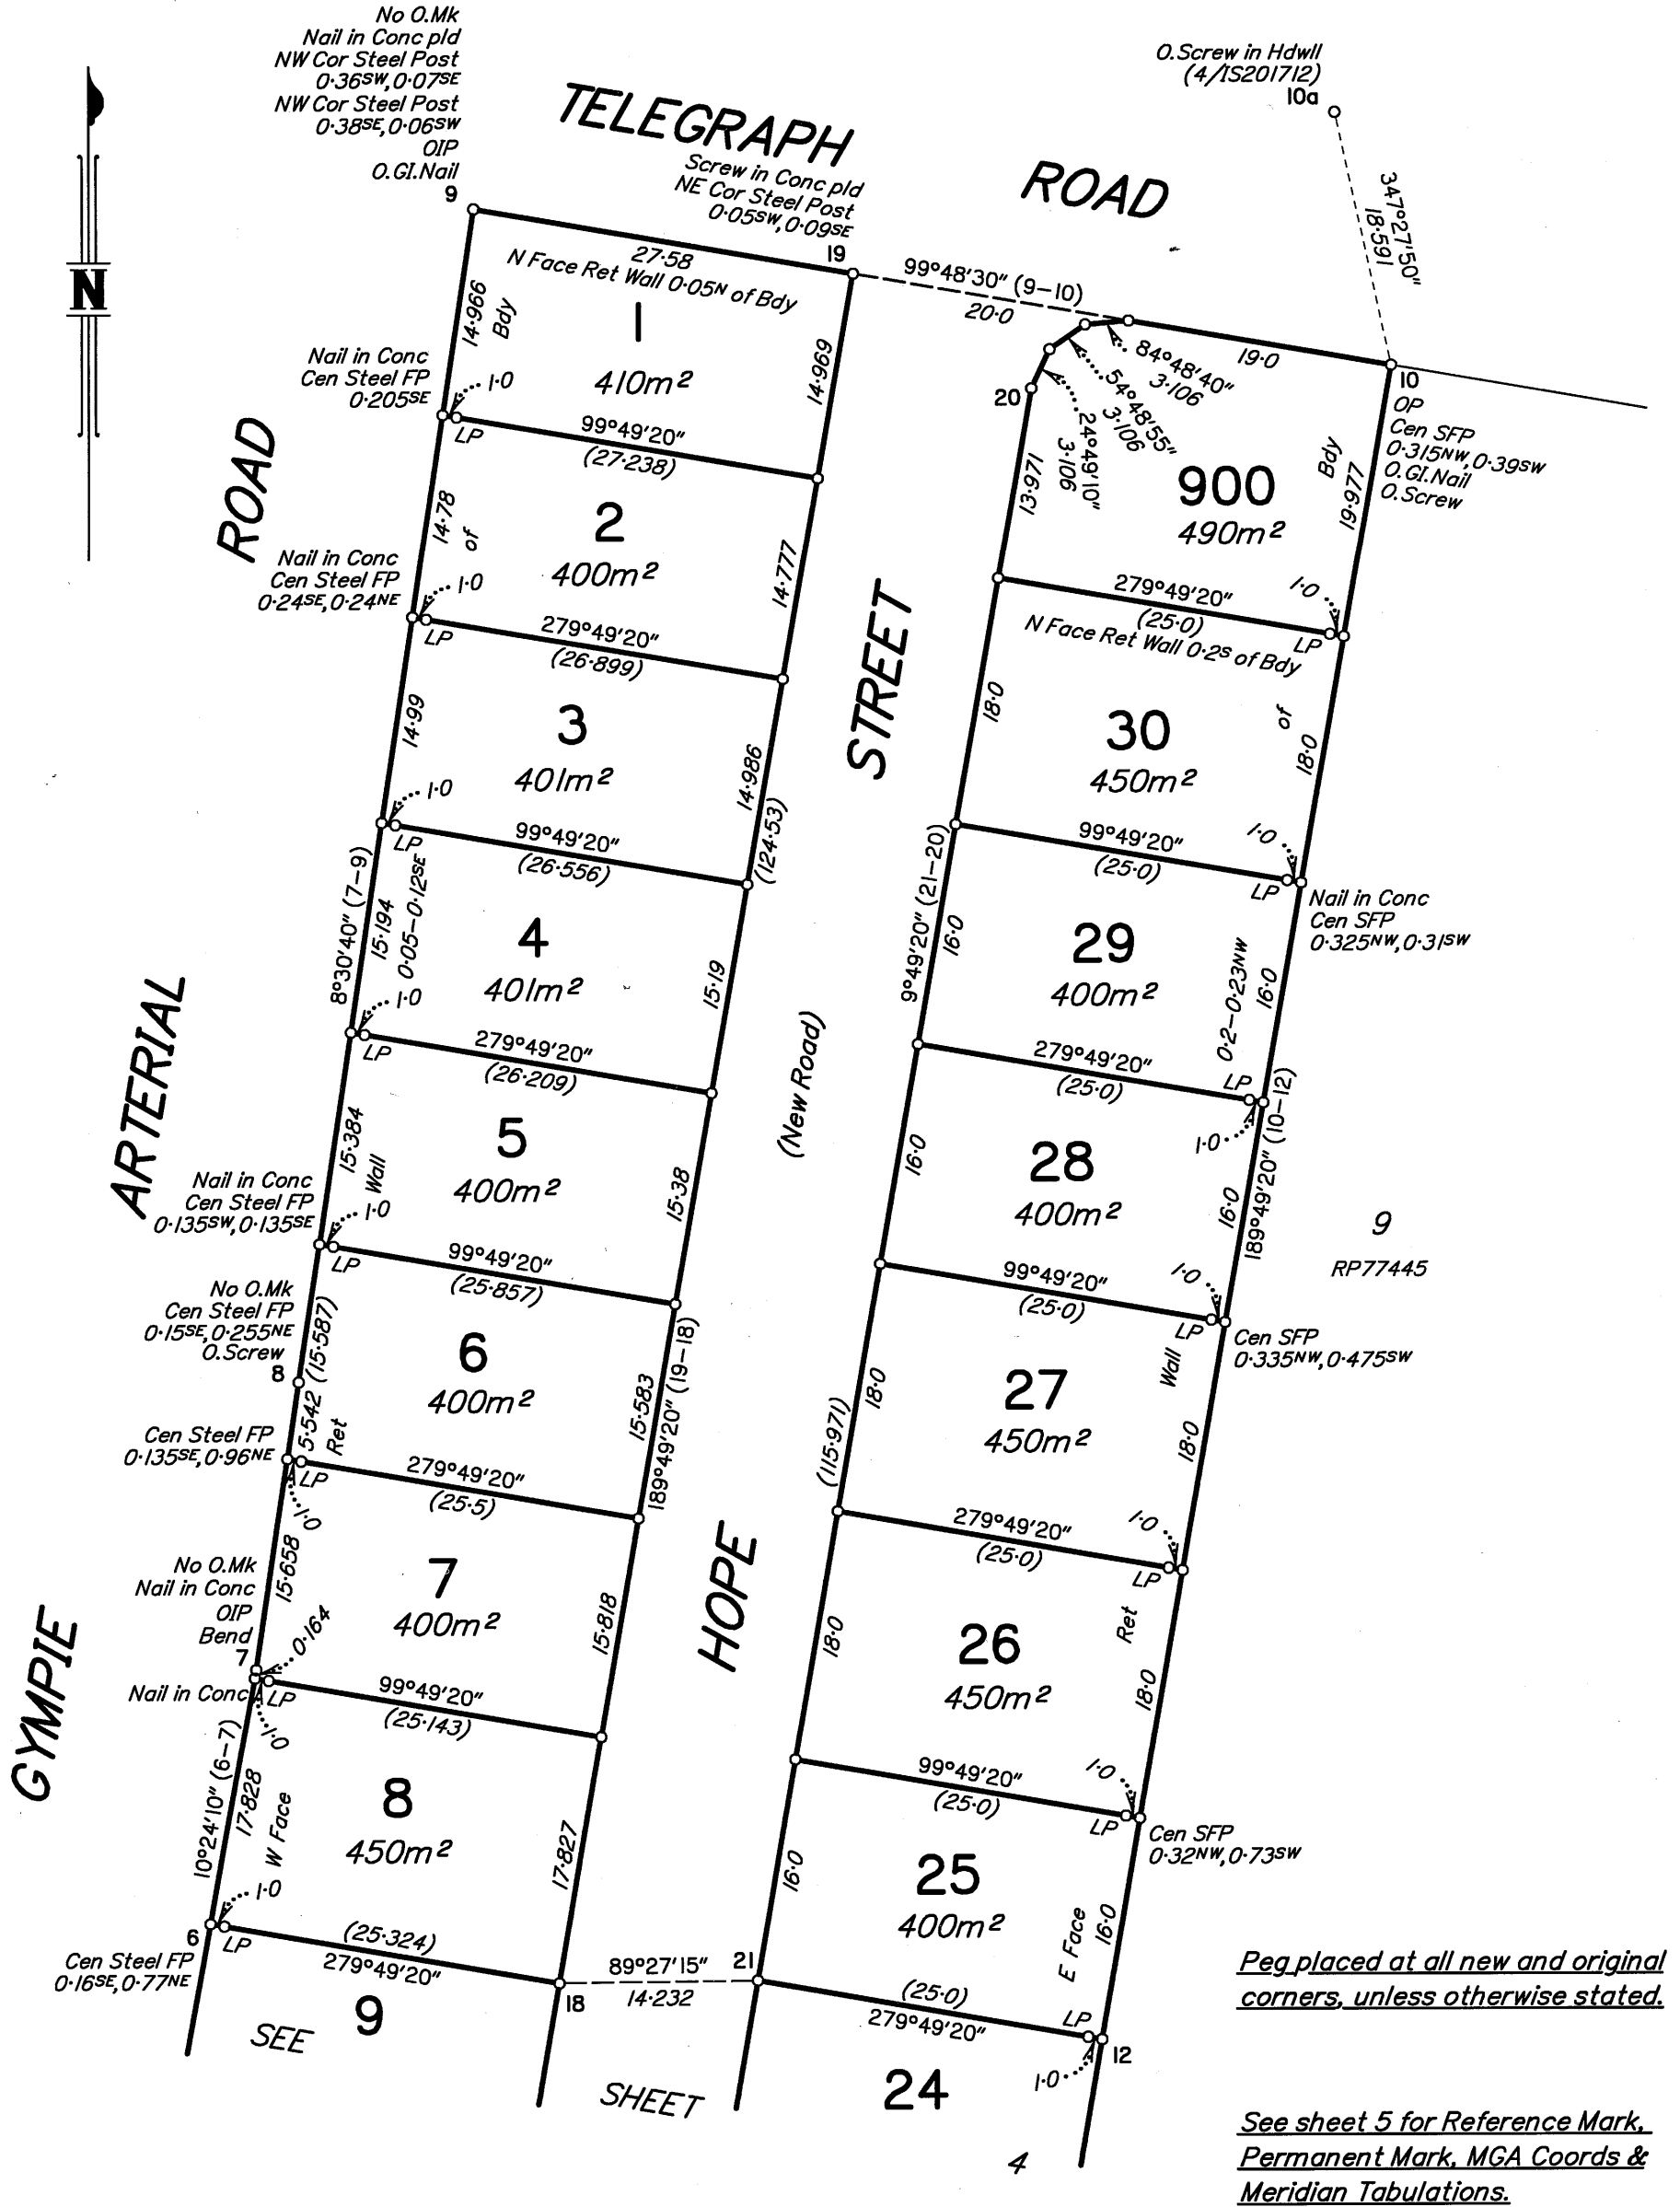 No O.Mk
Nail in Conc pld
NW Cor Steel Post
0·36SW,0·07SE
NW Cor Steel Post
0·38SE,0·06SW
OIP
O.GI.Nail
9
TELEGRAPH
ROAD
Screw in Conc pld
NE Cor Steel Post
0·05SW,0·09SE
19
O.Screw in Hdwll
(4/IS201712)
10a
347°27'50"
18·591
N
27·58
N Face Ret Wall 0·05N of Bdy
99°48'30" (9-10)
20·0
19·0
84°48'40"
3·106
54°48'55"
3·106
24°49'10"
3·106
20
10
OP
Cen SFP
0·315NW,0·39SW
O.GI.Nail
O.Screw
14·966
Bdy
1
410m²
14·969
Nail in Conc
Cen Steel FP
0·205SE
1·0
LP
99°49'20"
(27·238)
ROAD
14·78
of
2
400m²
14·777
13·971
900
490m²
Bdy
19·977
Nail in Conc
Cen Steel FP
0·24SE,0·24NE
1·0
LP
279°49'20"
(26·899)
STREET
279°49'20"
(25·0)
1·0
LP
N Face Ret Wall 0·2S of Bdy
14·99
3
401m²
14·986
(124·53)
18·0
30
450m²
of
18·0
1·0
LP
99°49'20"
(26·556)
99°49'20"
(25·0)
1·0
LP
Nail in Conc
Cen SFP
0·325NW,0·31SW
8°30'40" (7-9)
15·194
0·05-0·12SE
4
401m²
15·19
9°49'20" (21-20)
16·0
29
400m²
0·2-0·23NW
16·0
ARTERIAL
1·0
LP
279°49'20"
(26·209)
(New Road)
279°49'20"
(25·0)
LP
1·0
15·384
Wall
5
400m²
15·38
16·0
28
400m²
16·0
189°49'20" (10-12)
9
RP77445
Nail in Conc
Cen Steel FP
0·135SW,0·135SE
1·0
LP
99°49'20"
(25·857)
99°49'20"
(25·0)
1·0
LP
Cen SFP
0·335NW,0·475SW
No O.Mk
Cen Steel FP
0·15SE,0·255NE
O.Screw
8
(15·587)
5·542
Ret
6
400m²
15·583
189°49'20" (19-18)
(115·971)
18·0
27
450m²
Wall
18·0
Cen Steel FP
0·135SE,0·96NE
LP
1·0
279°49'20"
(25·5)
279°49'20"
(25·0)
1·0
LP
No O.Mk
Nail in Conc
OIP
Bend
7
15·658
0·164
7
400m²
15·818
HOPE
18·0
26
450m²
Ret
18·0
GYMPIE
Nail in Conc
LP
1·0
99°49'20"
(25·143)
99°49'20"
(25·0)
1·0
LP
Cen SFP
0·32NW,0·73SW
10°24'10" (6-7)
17·828
W Face
8
450m²
17·827
16·0
25
400m²
E Face
16·0
1·0
6
LP
Cen Steel FP
0·16SE,0·77NE
(25·324)
279°49'20"
18
89°27'15"
14·232
21
(25·0)
279°49'20"
LP
12
1·0
SEE
9
SHEET
24
4
Peg placed at all new and original
corners, unless otherwise stated.
See sheet 5 for Reference Mark,
Permanent Mark, MGA Coords &
Meridian Tabulations.